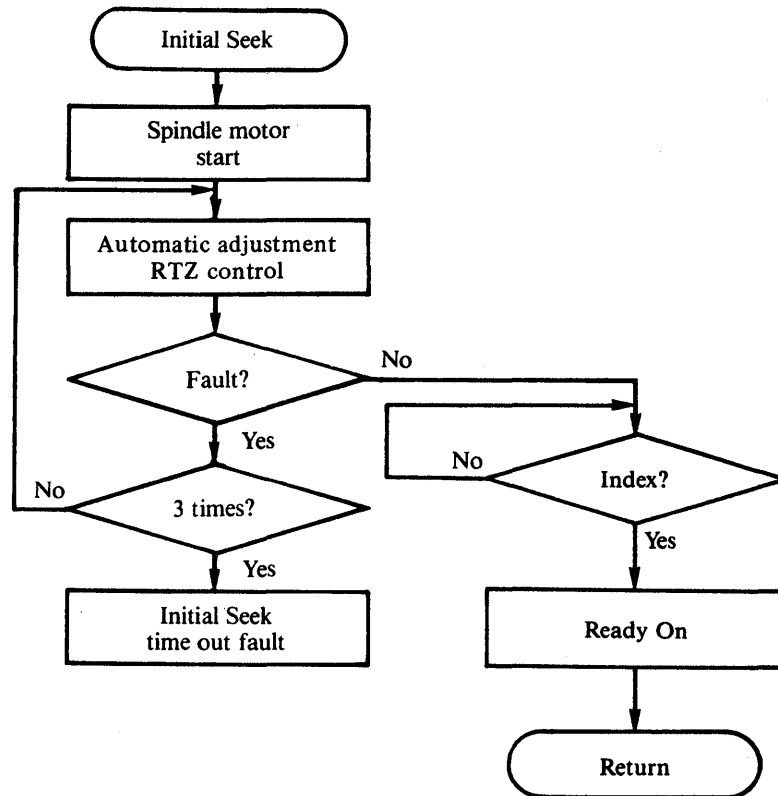 Initial Seek
Spindle motor
start
Automatic adjustment
RTZ control
Fault?
No
Yes
3 times?
No
Yes
Initial Seek
time out fault
Index?
No
Yes
Ready On
Return